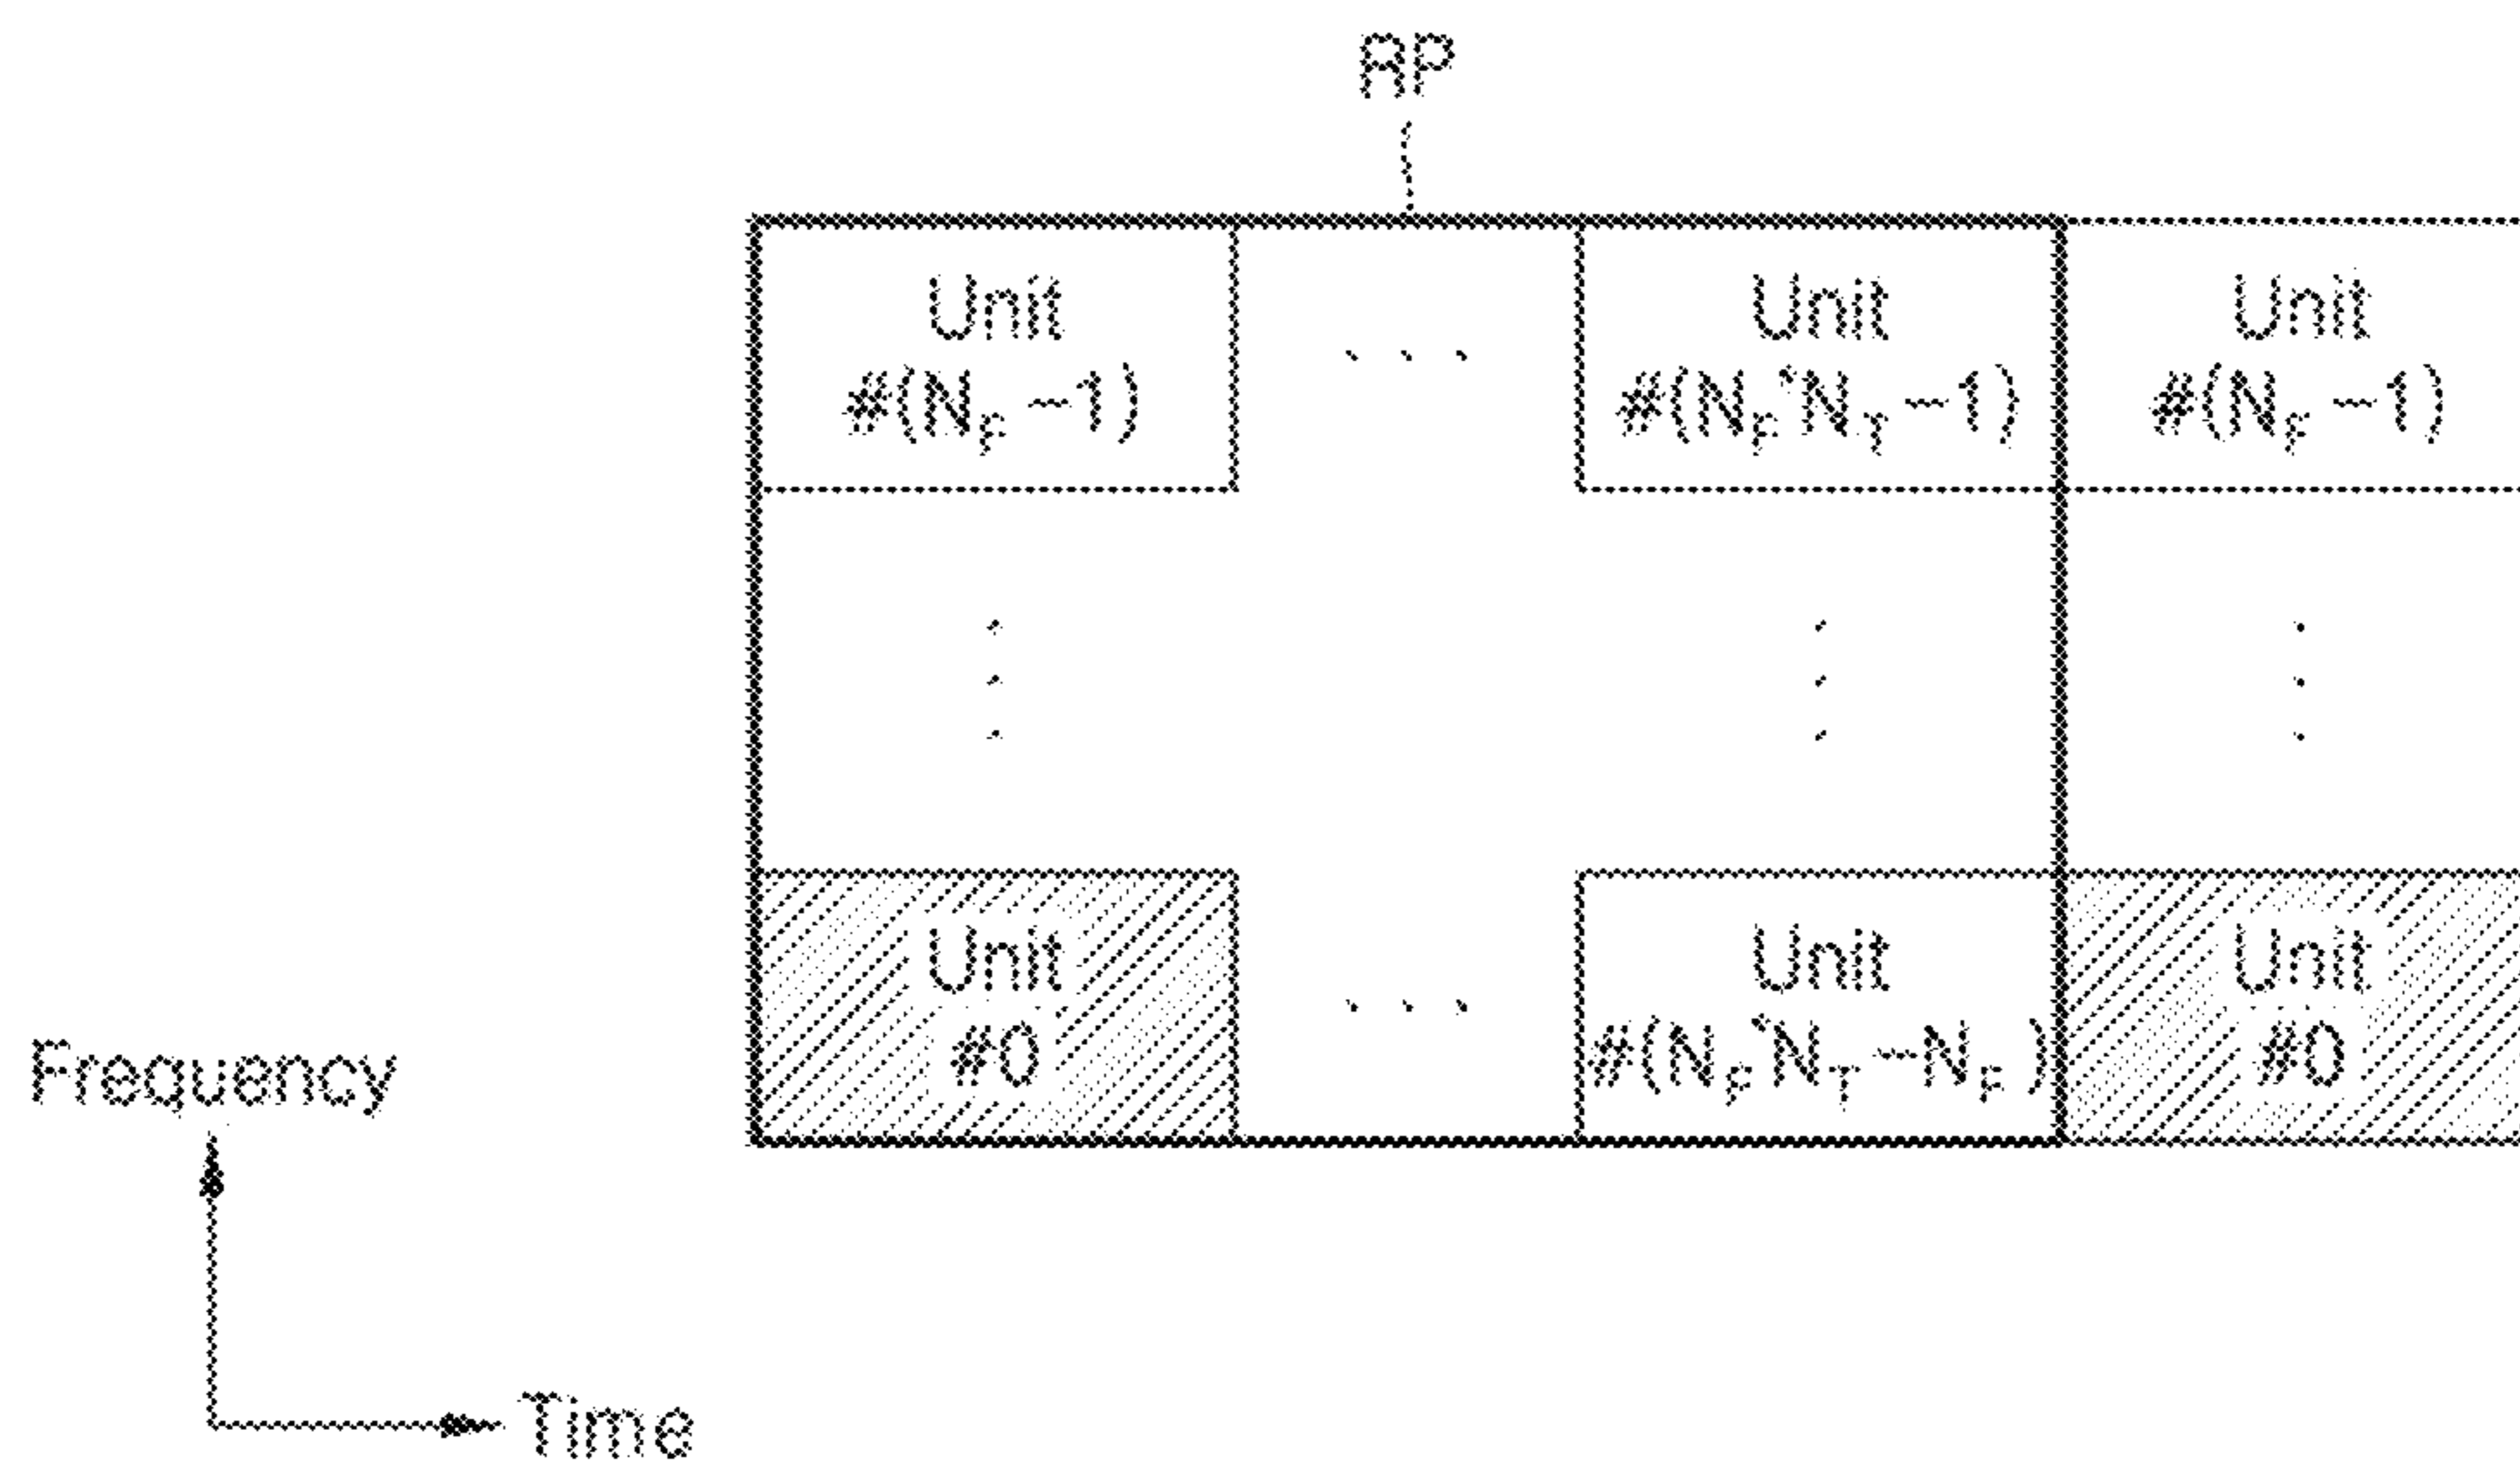 AP
Unit
#(N_F -1)
...
Unit
#(N_F*N_T-1)
Unit
#(N_F -1)
Unit
#0
...
Unit
#(N_F*N_T-N_F)
Unit
#0
Frequency
Time